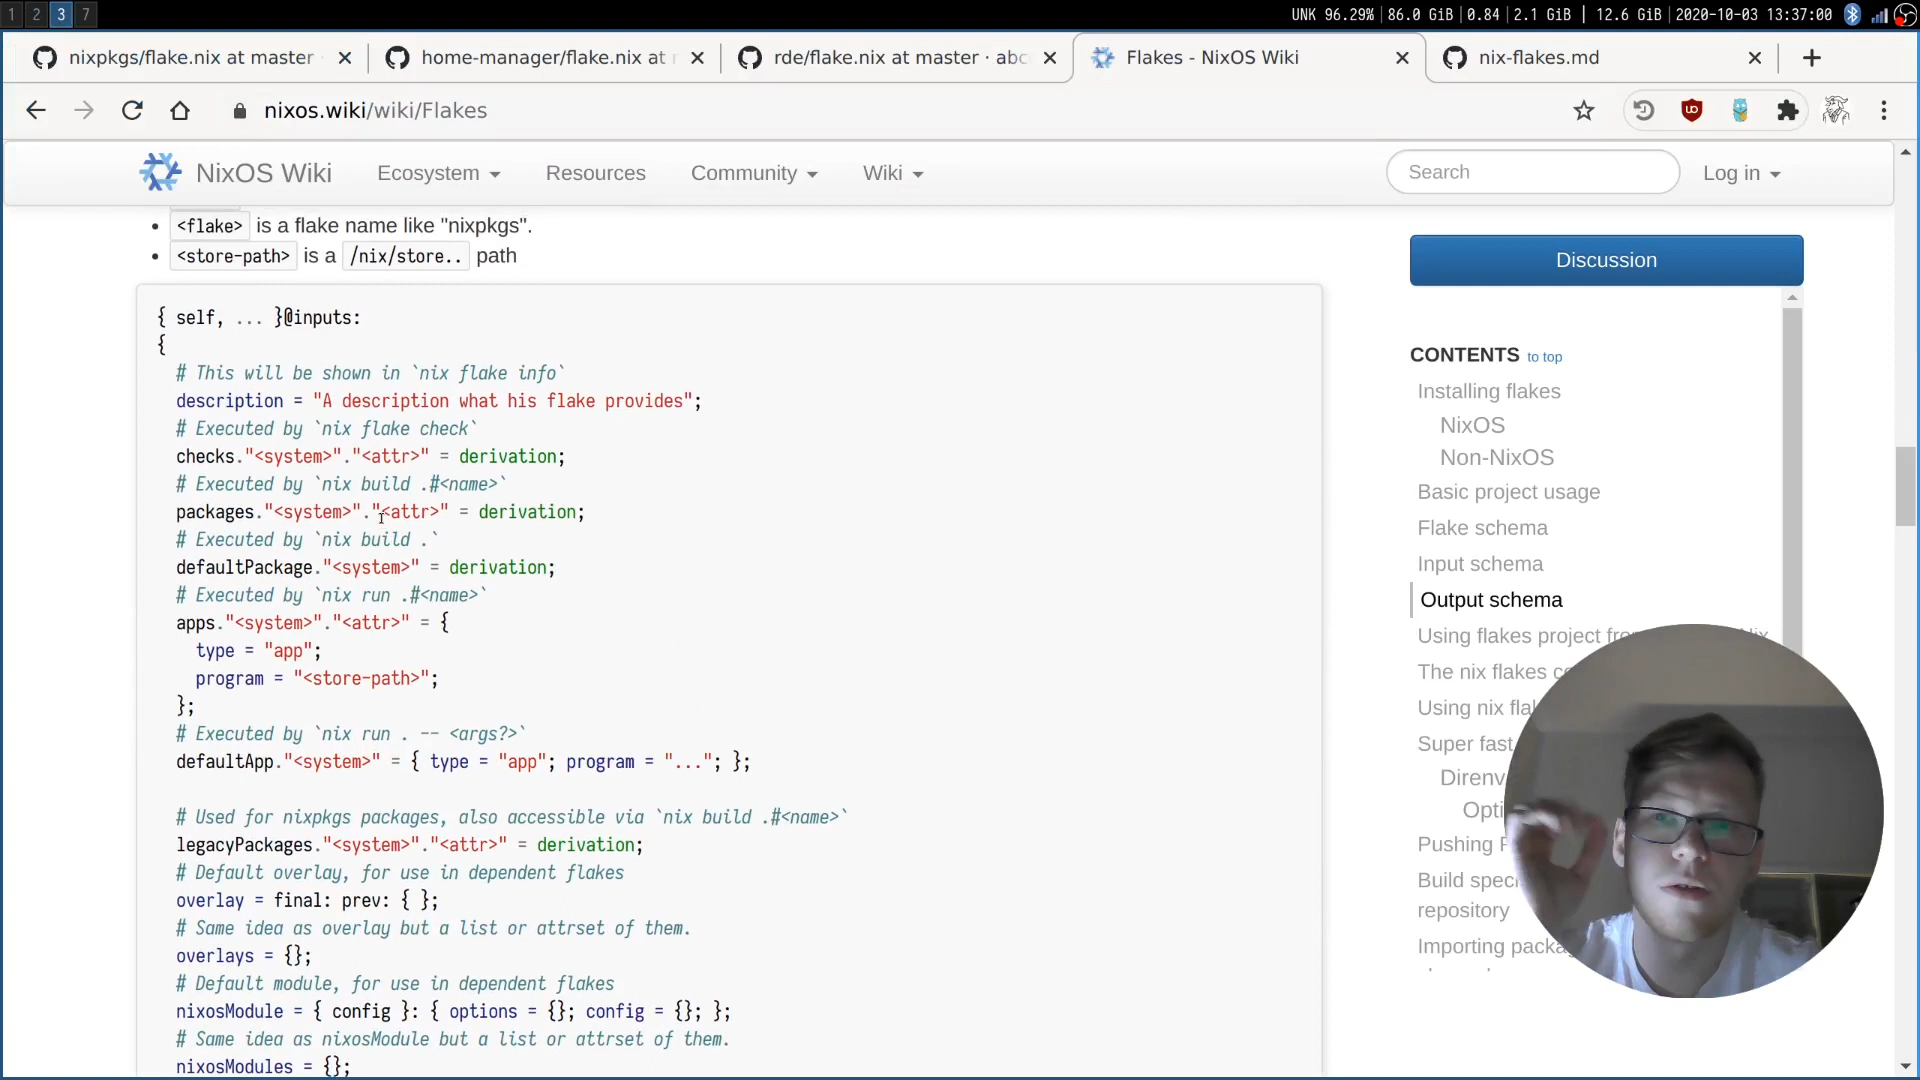 1 2 3 7
UNK 96.29% 86.0 GiB 0.84 2.1 GiB 12.6 GiB 2020-10-03 13:37:00
nixpkgs/flake.nix at master
home-manager/flake.nix at
rde/flake.nix at master · abc
Flakes - NixOS Wiki
nix-flakes.md
nixos.wiki/wiki/Flakes
NixOS Wiki Ecosystem Resources Community Wiki Search Log in
<flake> is a flake name like "nixpkgs".
<store-path> is a /nix/store.. path
{ self, ... }@inputs:
{
# This will be shown in `nix flake info`
description = "A description what his flake provides";
# Executed by `nix flake check`
checks."<system>"."<attr>" = derivation;
# Executed by `nix build .#<name>`
packages."<system>"."<attr>" = derivation;
# Executed by `nix build .`
defaultPackage."<system>" = derivation;
# Executed by `nix run .#<name>`
apps."<system>"."<attr>" = {
type = "app";
program = "<store-path>";
};
# Executed by `nix run . -- <args?>`
defaultApp."<system>" = { type = "app"; program = "..."; };
# Used for nixpkgs packages, also accessible via `nix build .#<name>`
legacyPackages."<system>"."<attr>" = derivation;
# Default overlay, for use in dependent flakes
overlay = final: prev: { };
# Same idea as overlay but a list or attrset of them.
overlays = {};
# Default module, for use in dependent flakes
nixosModule = { config }: { options = {}; config = {}; };
# Same idea as nixosModule but a list or attrset of them.
nixosModules = {};
Discussion
CONTENTS to top
Installing flakes
NixOS
Non-NixOS
Basic project usage
Flake schema
Input schema
Output schema
Using flakes project
The nix flakes
Using nix
Super fast
Pushing
Build
repository
Importing